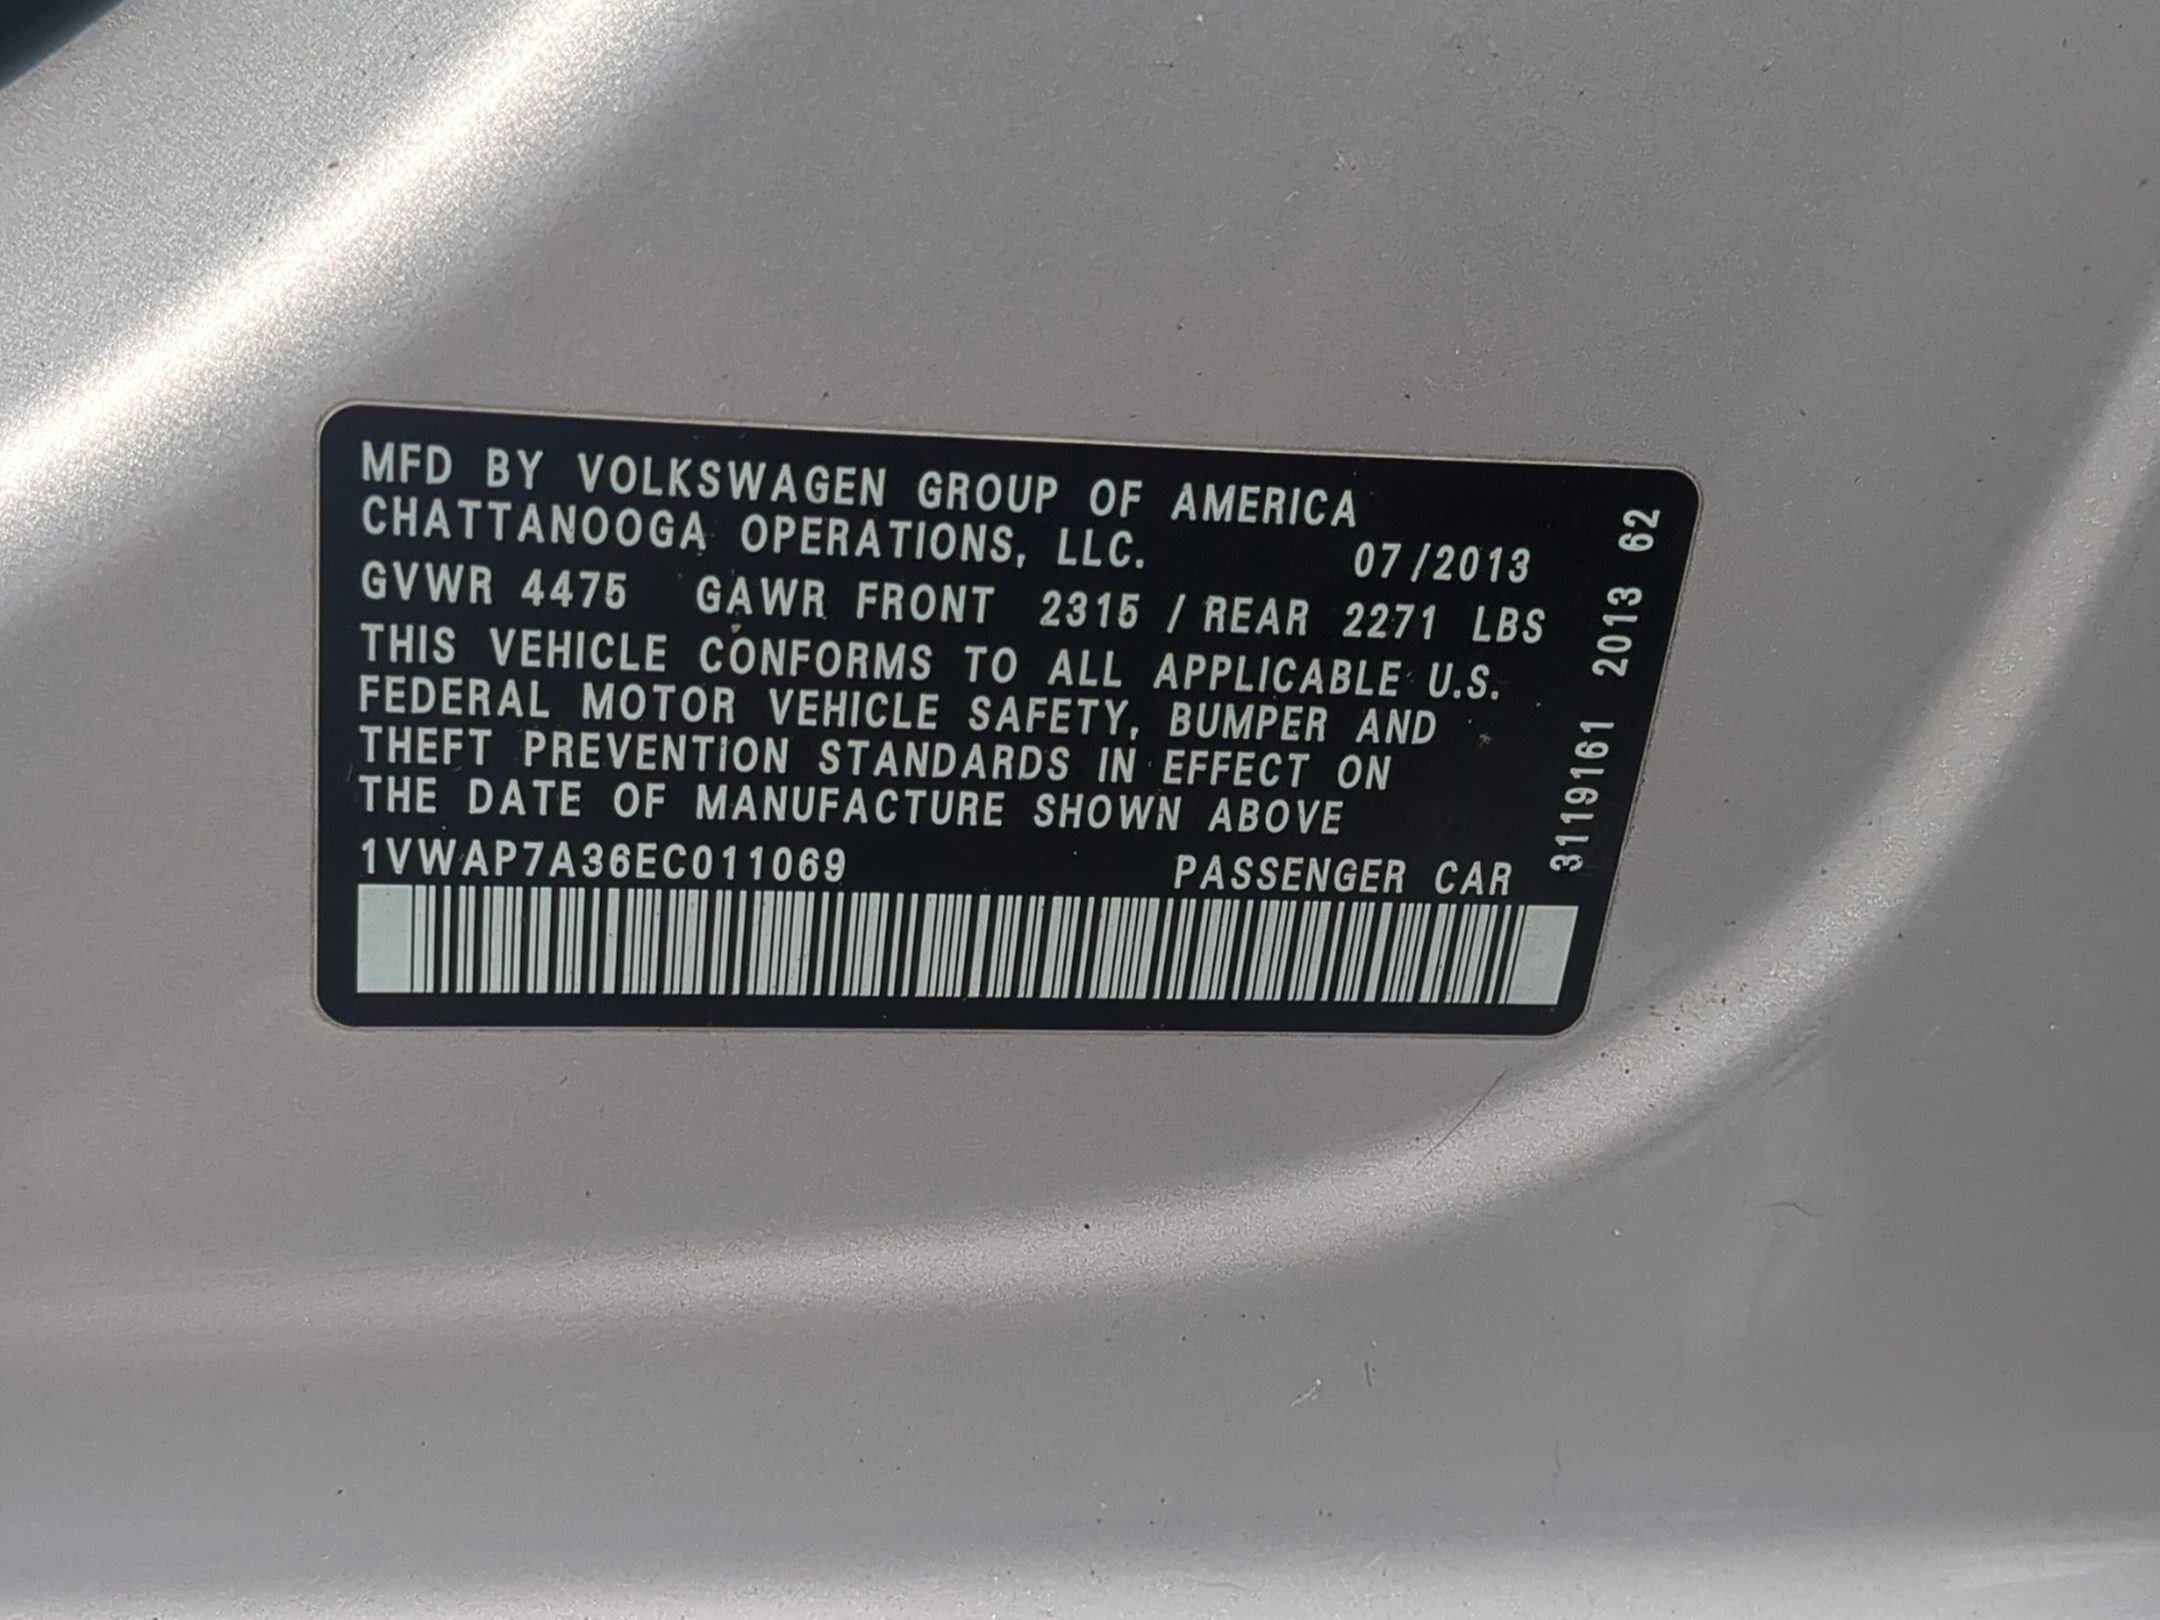 MFD BY VOLKSWAGEN GROUP OF AMERICA
CHATTANOOGA OPERATIONS, LLC.
07/2013
GVWR 4475 GAWR FRONT 2315 / REAR 2271 LBS
THIS VEHICLE CONFORMS TO ALL APPLICABLE U.S.
FEDERAL MOTOR VEHICLE SAFETY, BUMPER AND
THEFT PREVENTION STANDARDS IN EFFECT ON
THE DATE OF MANUFACTURE SHOWN ABOVE
1VWAP7A36EC011069 PASSENGER CAR
3119161 2013 62